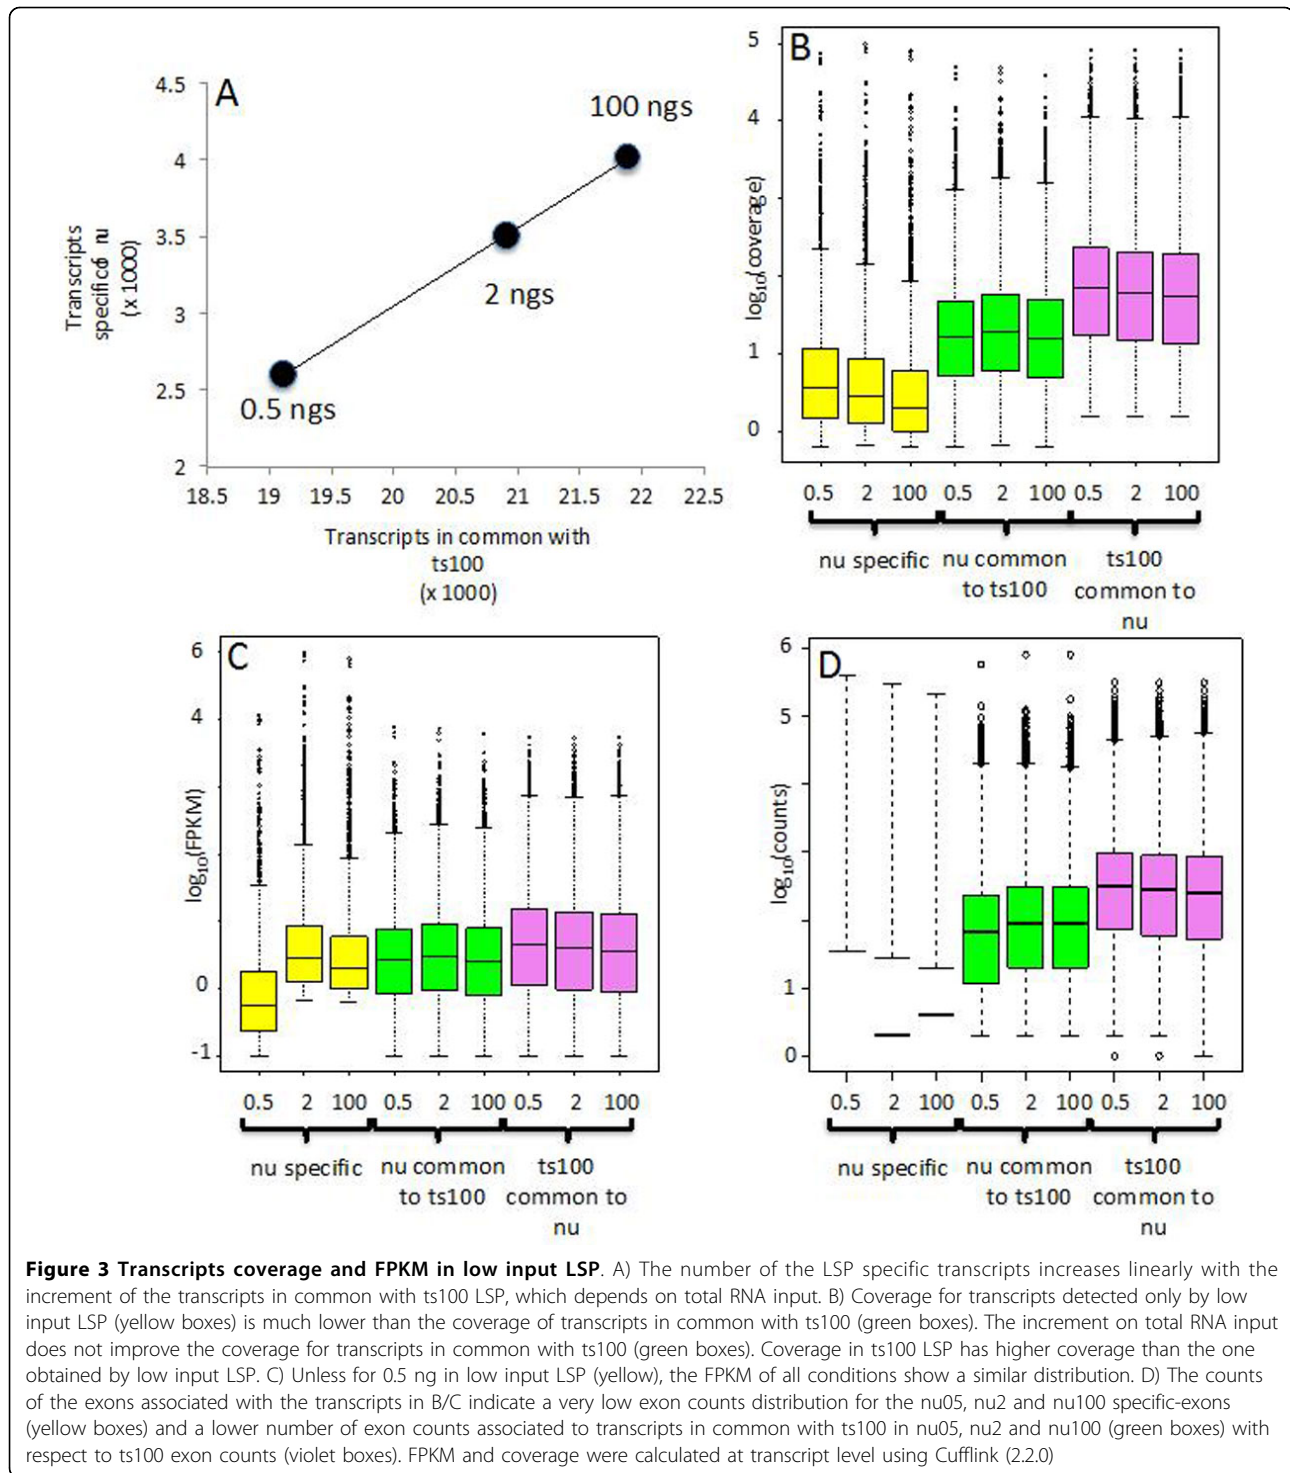 A
4.5
4
3.5
3
2.5
2
Transcripts
(x 1000)
100 ngs
2 ngs
0.5 ngs
18.5 19 19.5 20 20.5 21 21.5 22 22.5
Transcripts in common with
ts100
(x 1000)
B
5
4
1
0
log10(coverage)
0.5 2 100 0.5 2 100 0.5 2 100
nu specific
nu common
to ts100
ts100
common to
nu
C
6
4
0
-1
log10(FPKM)
0.5 2 100 0.5 2 100 0.5 2 100
nu specific
nu common
to ts100
ts100
common to
nu
D
6
5
1
0
log10(counts)
0.5 2 100 0.5 2 100 0.5 2 100
nu specific
nu common
to ts100
ts100
common to
nu
Figure 3 Transcripts coverage and FPKM in low input LSP. A) The number of the LSP specific transcripts increases linearly with the
increment of the transcripts in common with ts100 LSP, which depends on total RNA input. B) Coverage for transcripts detected only by low
input LSP (yellow boxes) is much lower than the coverage of transcripts in common with ts100 (green boxes). The increment on total RNA input
does not improve the coverage for transcripts in common with ts100 (green boxes). Coverage in ts100 LSP has higher coverage than the one
obtained by low input LSP. C) Unless for 0.5 ng in low input LSP (yellow), the FPKM of all conditions show a similar distribution. D) The counts
of the exons associated with the transcripts in B/C indicate a very low exon counts distribution for the nu05, nu2 and nu100 specific-exons
(yellow boxes) and a lower number of exon counts associated to transcripts in common with ts100 in nu05, nu2 and nu100 (green boxes) with
respect to ts100 exon counts (violet boxes). FPKM and coverage were calculated at transcript level using Cufflink (2.2.0)